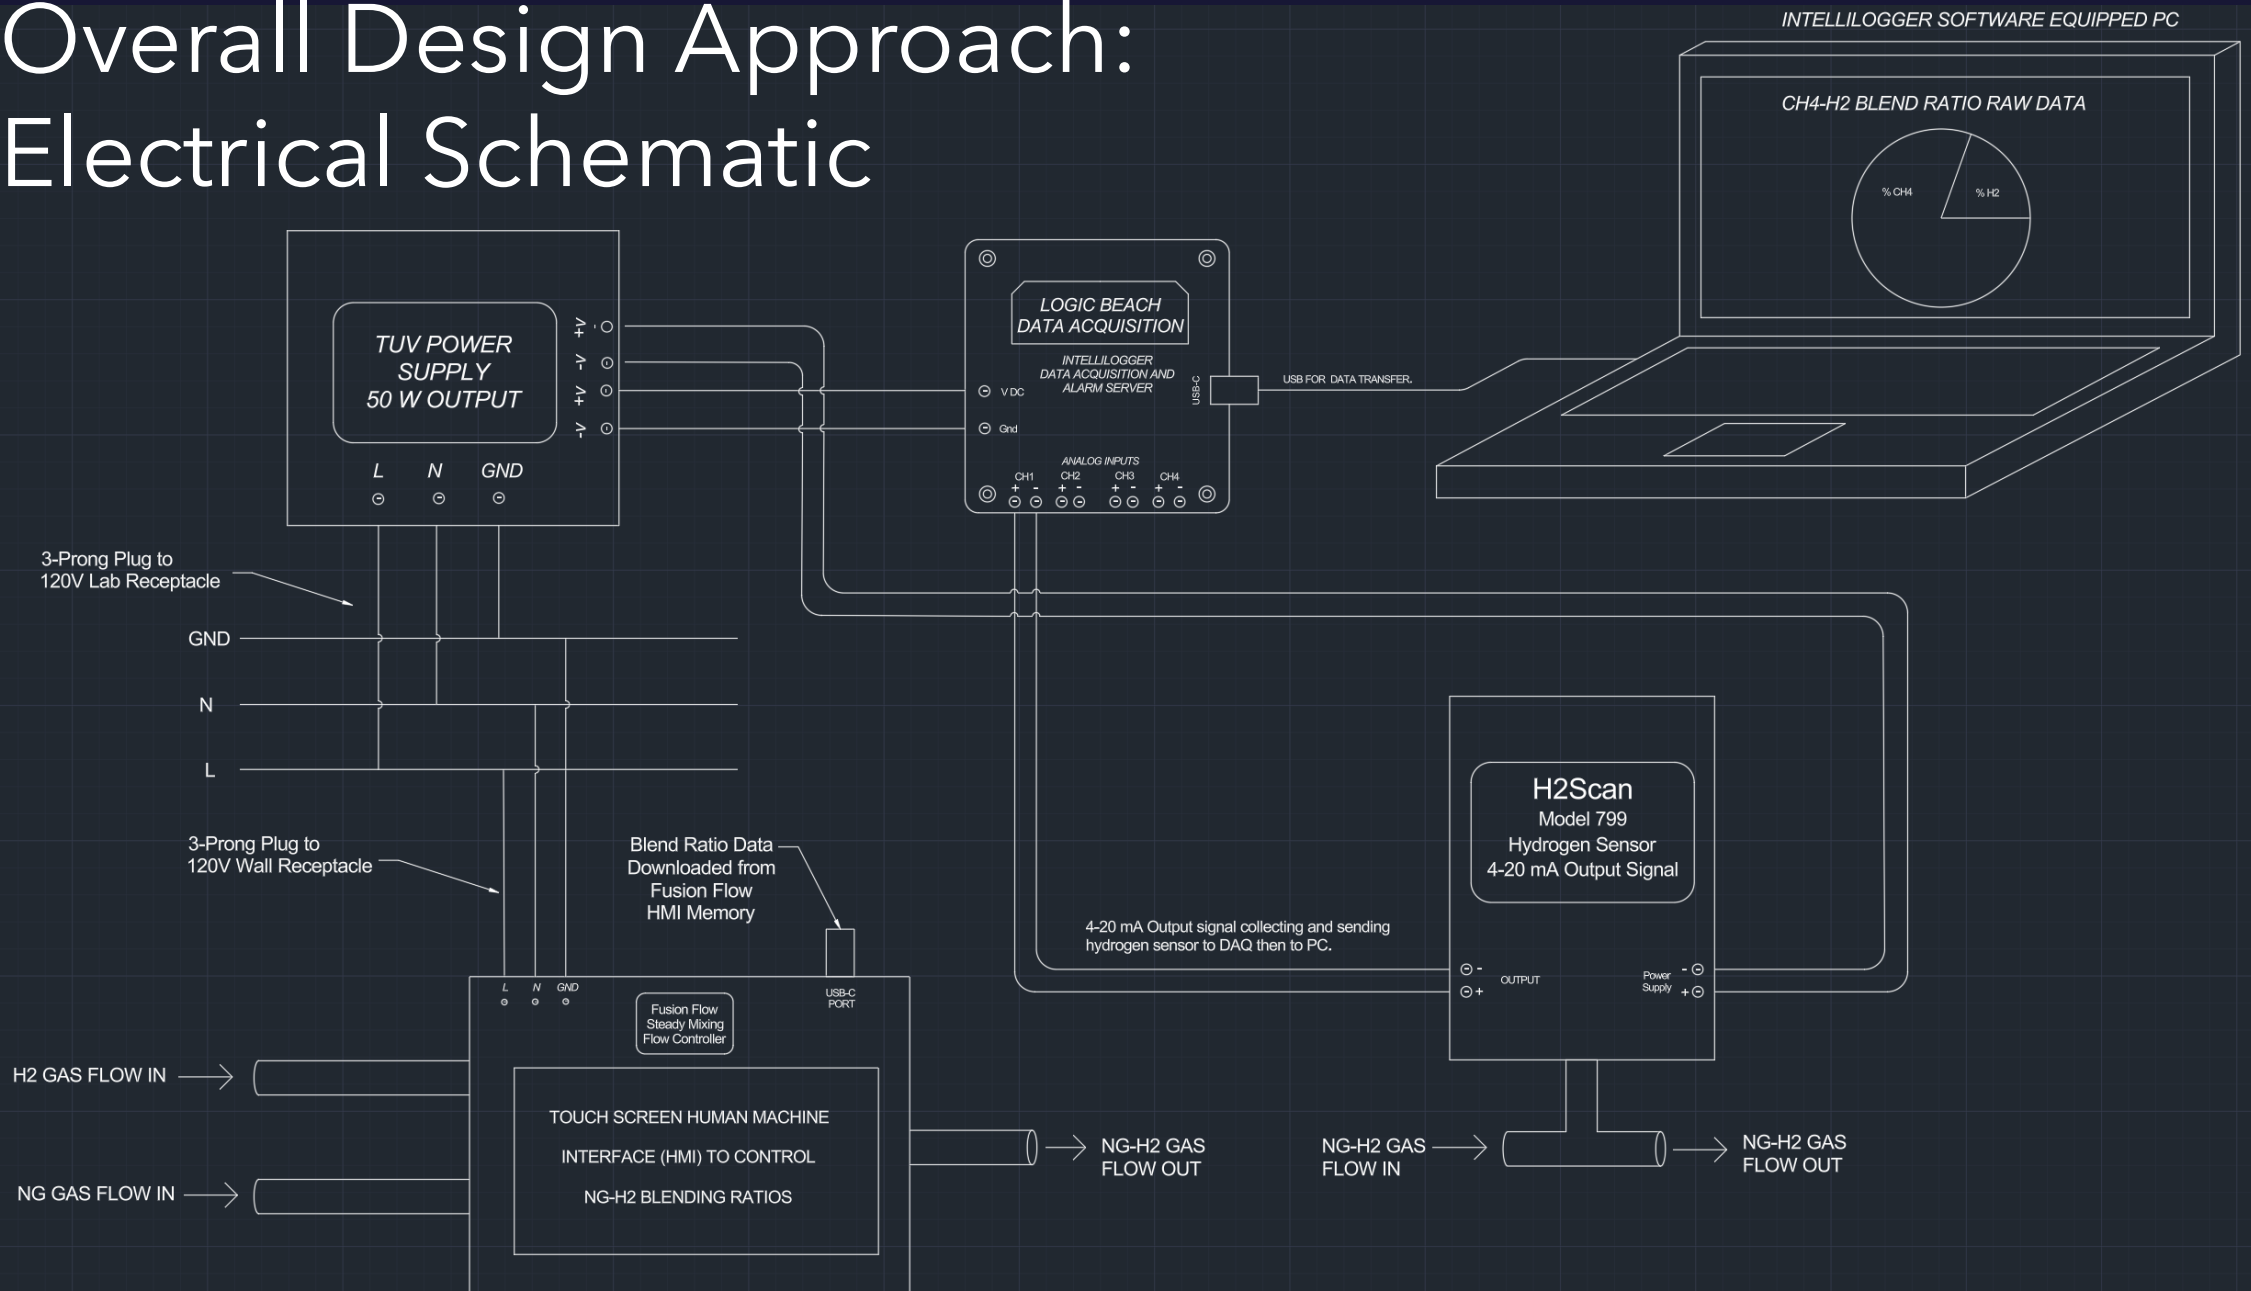 Overall Design Approach:
Electrical Schematic
INTELLILOGGER SOFTWARE EQUIPPED PC
CH4-H2 BLEND RATIO RAW DATA
% CH4
% H2
TUV POWER
SUPPLY
50 W OUTPUT
+V
-V
+V
-V
L
N
GND
LOGIC BEACH
DATA ACQUISITION
INTELLILOGGER
DATA ACQUISITION AND
ALARM SERVER
V DC
Gnd
USB-C
USB FOR DATA TRANSFER.
ANALOG INPUTS
CH1
CH2
CH3
CH4
+ -
+ -
+ -
+ -
3-Prong Plug to
120V Lab Receptacle
GND
N
L
3-Prong Plug to
120V Wall Receptacle
Blend Ratio Data
Downloaded from
Fusion Flow
HMI Memory
H2Scan
Model 799
Hydrogen Sensor
4-20 mA Output Signal
4-20 mA Output signal collecting and sending
hydrogen sensor to DAQ then to PC.
-
+
OUTPUT
Power
Supply
-
+
L
N
GND
Fusion Flow
Steady Mixing
Flow Controller
USB-C
PORT
H2 GAS FLOW IN
NG GAS FLOW IN
TOUCH SCREEN HUMAN MACHINE
INTERFACE (HMI) TO CONTROL
NG-H2 BLENDING RATIOS
NG-H2 GAS
FLOW OUT
NG-H2 GAS
FLOW IN
NG-H2 GAS
FLOW OUT